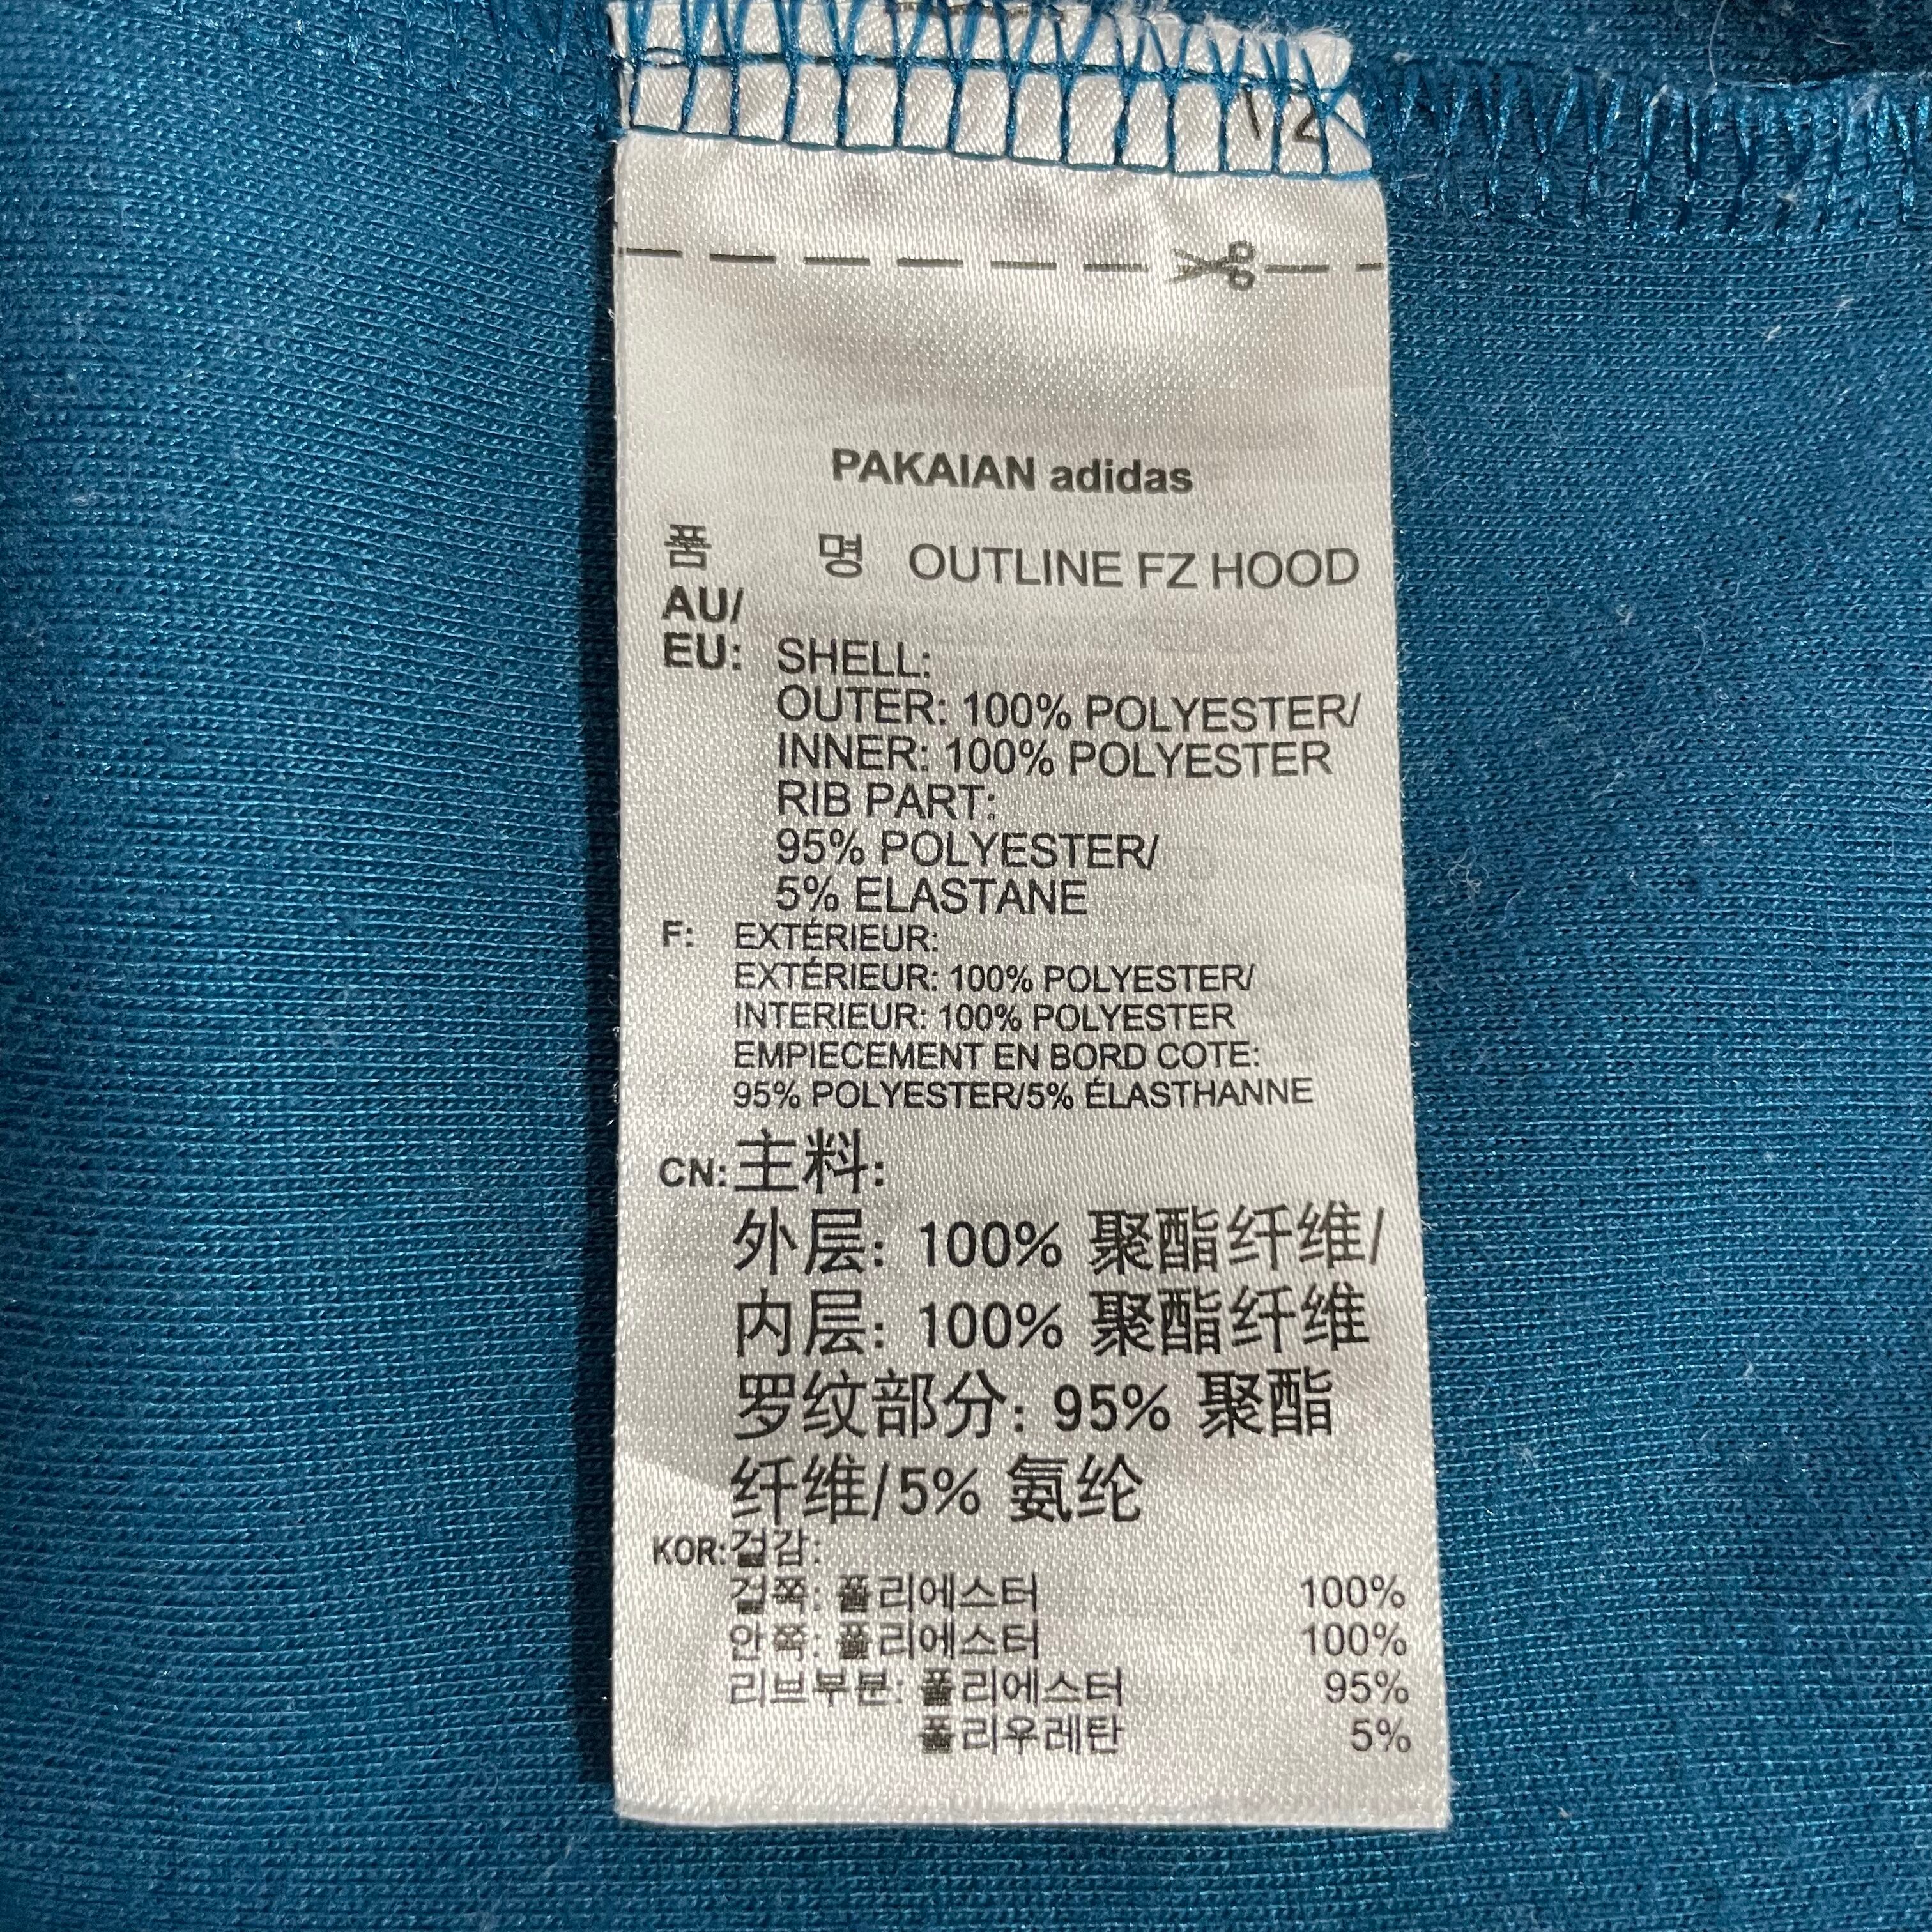 12
PAKAIAN adidas
품 명 OUTLINE FZ HOOD
AU/
EU: SHELL:
OUTER: 100% POLYESTER/
INNER: 100% POLYESTER
RIB PART:
95% POLYESTER/
5% ELASTANE
F: EXTÉRIEUR:
EXTÉRIEUR: 100% POLYESTER/
INTERIEUR: 100% POLYESTER
EMPIECEMENT EN BORD COTE:
95% POLYESTER/5% ÉLASTHANNE
CN: 主料:
外层: 100% 聚酯纤维/
内层: 100% 聚酯纤维
罗纹部分: 95% 聚酯
纤维/5% 氨纶
KOR: 겉감:
겉쪽: 폴리에스터 100%
안쪽: 폴리에스터 100%
리브부분: 폴리에스터 95%
폴리우레탄 5%